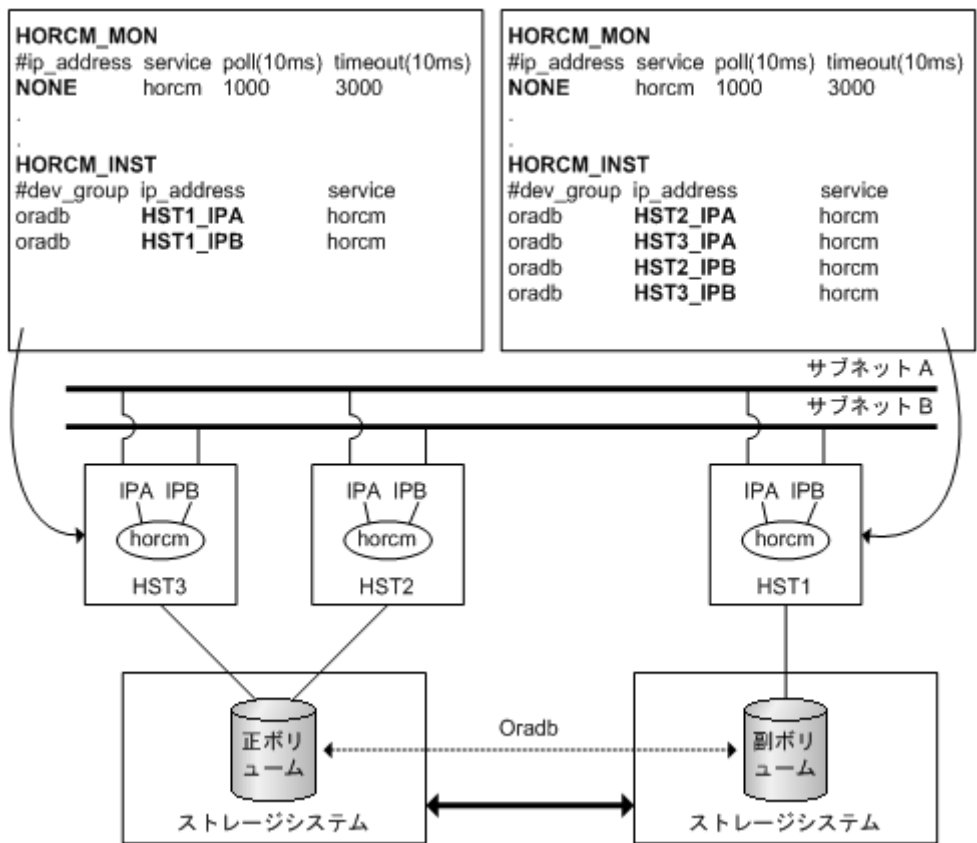 HORCM_MON
#ip_address service poll(10ms) timeout(10ms)
NONE horcm 1000 3000
.
.
HORCM_INST
#dev_group ip_address service
oradb HST1_IPA horcm
oradb HST1_IPB horcm
HORCM_MON
#ip_address service poll(10ms) timeout(10ms)
NONE horcm 1000 3000
.
.
HORCM_INST
#dev_group ip_address service
oradb HST2_IPA horcm
oradb HST3_IPA horcm
oradb HST2_IPB horcm
oradb HST3_IPB horcm
サブネット A
サブネット B
IPA IPB
horcm
HST3
IPA IPB
horcm
HST2
IPA IPB
horcm
HST1
正ボリ
ューム
ストレージシステム
Oradb
副ボリ
ューム
ストレージシステム